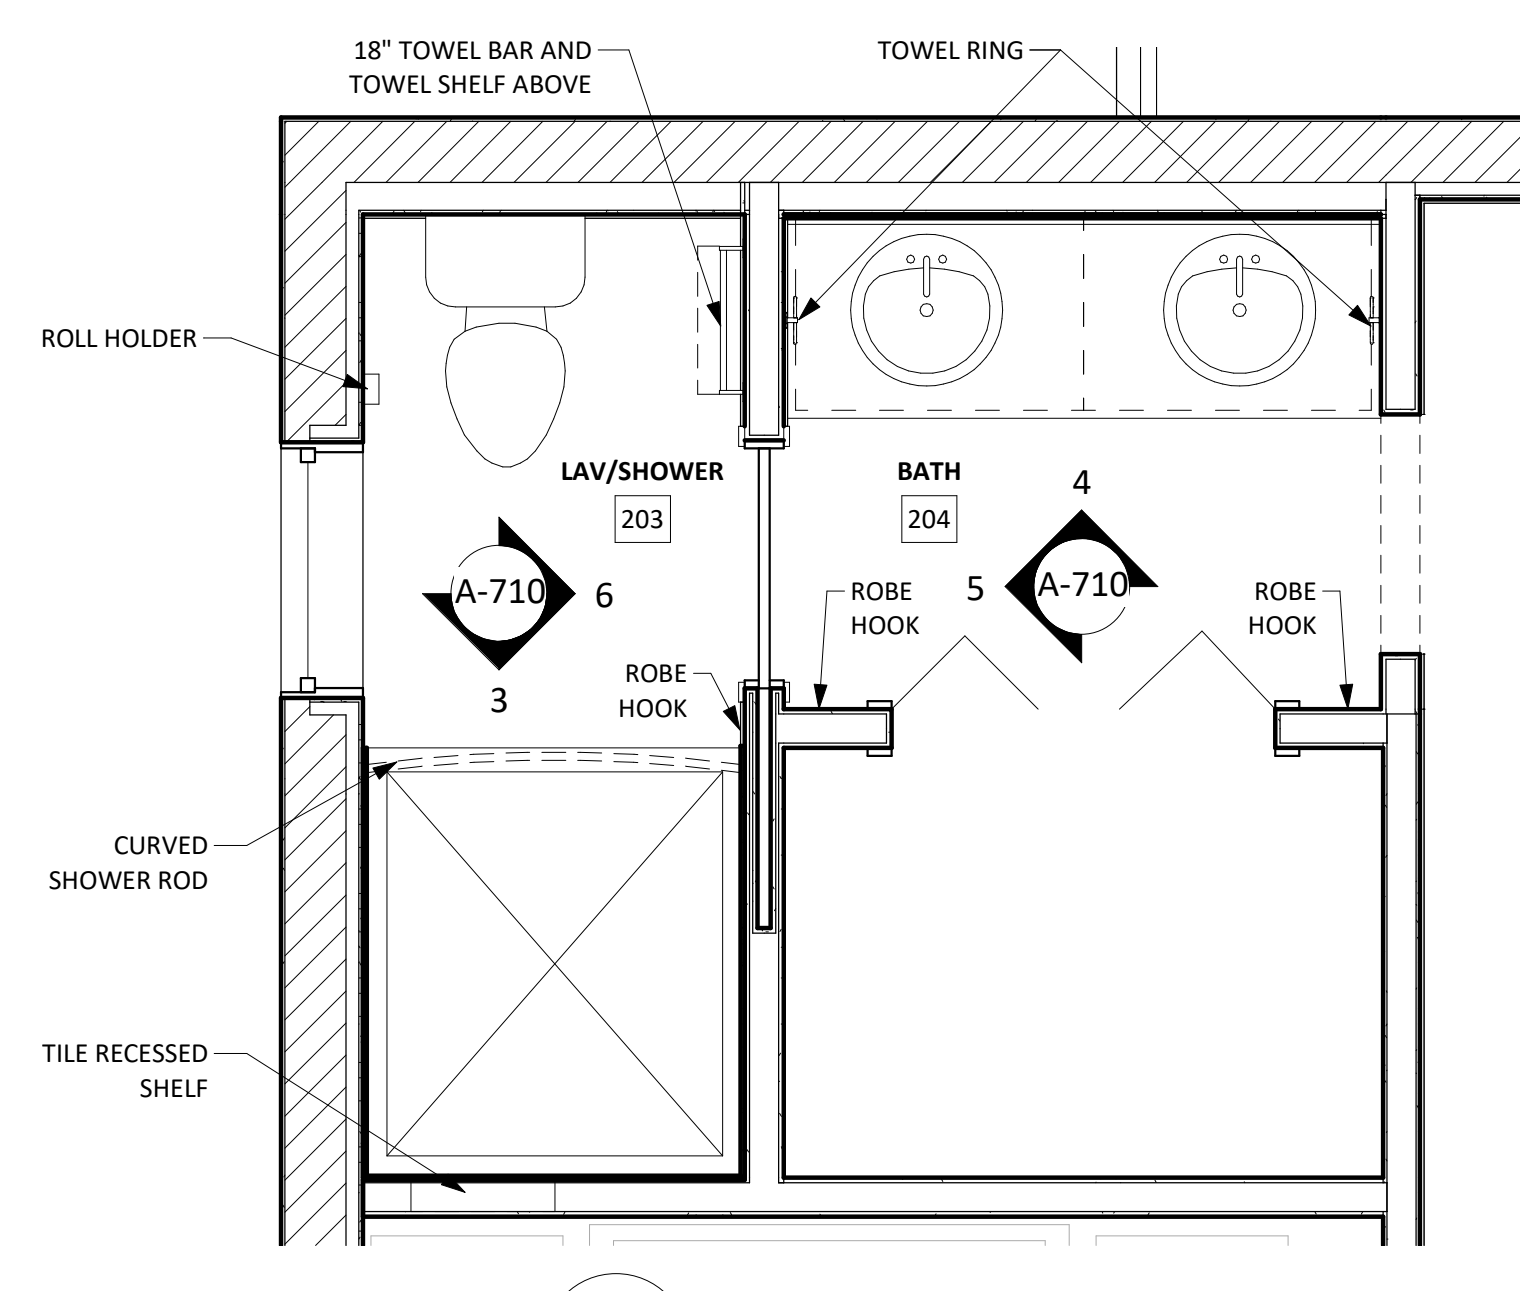 18" TOWEL BAR AND
TOWEL SHELF ABOVE
TOWEL RING
ROLL HOLDER
LAV/SHOWER
203
BATH
204
A-710
6
3
4
5
A-710
ROBE
HOOK
ROBE
HOOK
ROBE
HOOK
CURVED
SHOWER ROD
TILE RECESSED
SHELF